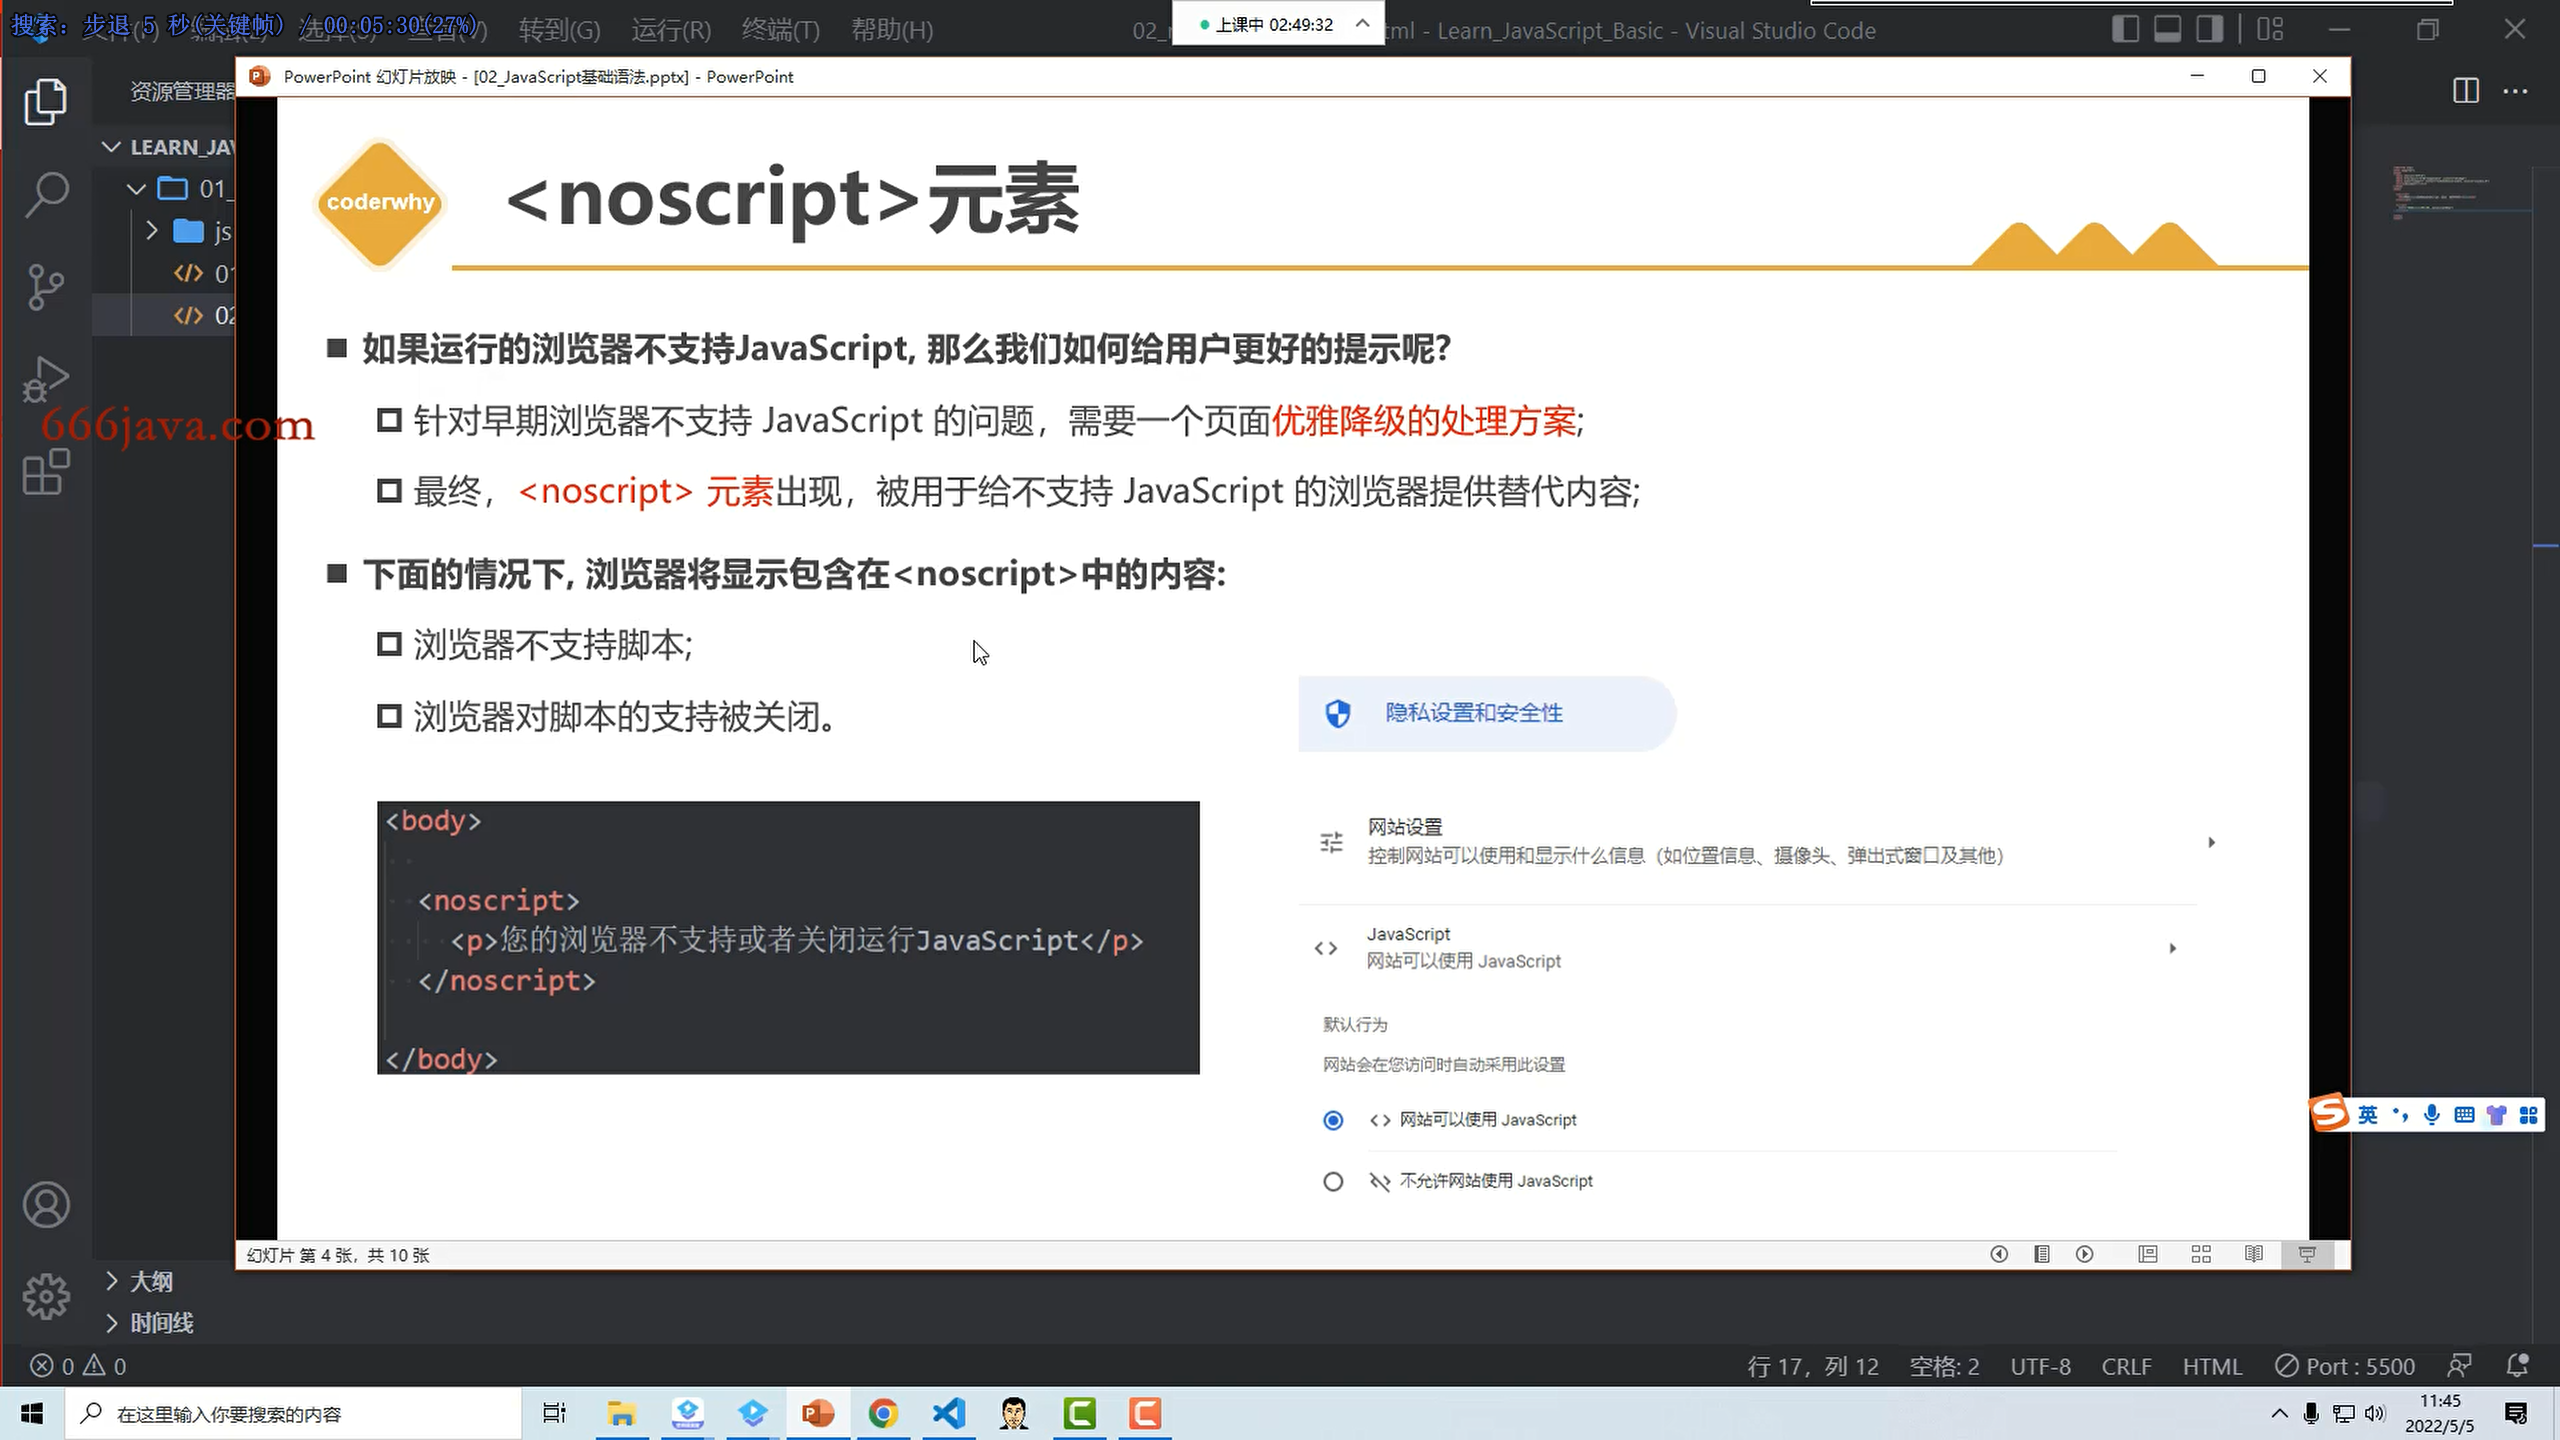 搜索: 步退 5 秒(关键帧) / 00:05:30(27%)
转到(G) 运行(R) 终端(T) 帮助(H)
上课中 02:49:32
tml - Learn_JavaScript_Basic - Visual Studio Code
资源管理器
PowerPoint 幻灯片放映 - [02_JavaScript基础语法.pptx] - PowerPoint
LEARN_JAV
01_
js
01
02
666java.com
coderwhy
<noscript>元素
如果运行的浏览器不支持JavaScript, 那么我们如何给用户更好的提示呢?
针对早期浏览器不支持 JavaScript 的问题，需要一个页面优雅降级的处理方案;
最终，<noscript> 元素出现，被用于给不支持 JavaScript 的浏览器提供替代内容;
下面的情况下, 浏览器将显示包含在<noscript>中的内容:
浏览器不支持脚本;
浏览器对脚本的支持被关闭。
<body>
<noscript>
<p>您的浏览器不支持或者关闭运行JavaScript</p>
</noscript>
</body>
隐私设置和安全性
网站设置
控制网站可以使用和显示什么信息（如位置信息、摄像头、弹出式窗口及其他）
JavaScript
网站可以使用 JavaScript
默认行为
网站会在您访问时自动采用此设置
网站可以使用 JavaScript
不允许网站使用 JavaScript
英
幻灯片 第 4 张，共 10 张
大纲
时间线
0 0
行 17，列 12 空格: 2 UTF-8 CRLF HTML Port : 5500
在这里输入你要搜索的内容
11:45
2022/5/5